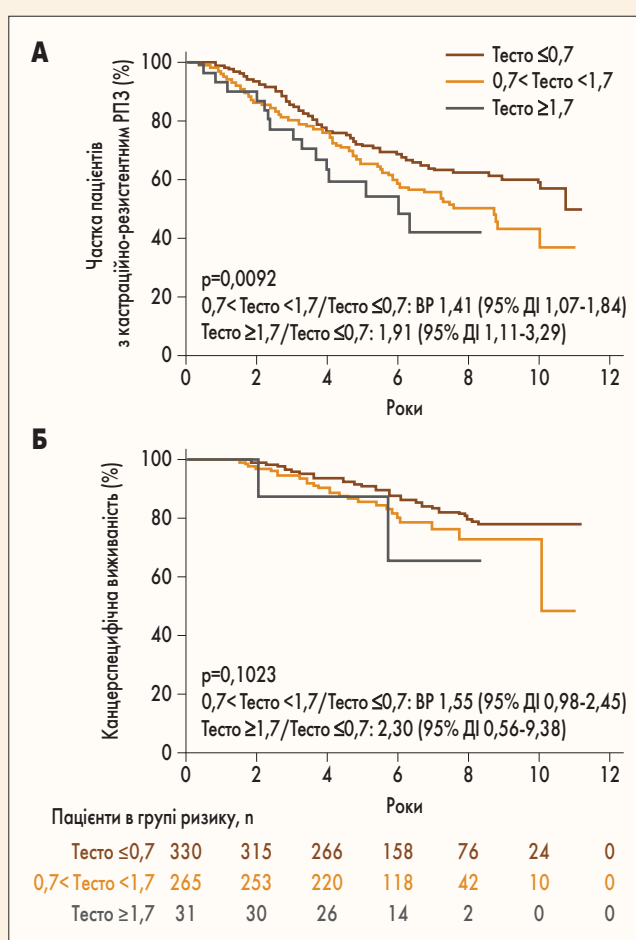 А
100
80
60
40
20
0
Частка пацієнтів
з кастраційно-резистентним РПЗ (%)
Тесто ≤0,7
0,7< Тесто <1,7
Тесто ≥1,7
p=0,0092
0,7< Тесто <1,7/Тесто ≤0,7: ВР 1,41 (95% ДІ 1,07-1,84)
Тесто ≥1,7/Тесто ≤0,7: 1,91 (95% ДІ 1,11-3,29)
0 2 4 6 8 10 12
Роки
Б
100
80
60
40
20
0
Канцерспецифічна виживаність (%)
p=0,1023
0,7< Тесто <1,7/Тесто ≤0,7: ВР 1,55 (95% ДІ 0,98-2,45)
Тесто ≥1,7/Тесто ≤0,7: 2,30 (95% ДІ 0,56-9,38)
0 2 4 6 8 10 12
Роки
Пацієнти в групі ризику, n
Тесто ≤0,7 330 315 266 158 76 24 0
0,7< Тесто <1,7 265 253 220 118 42 10 0
Тесто ≥1,7 31 30 26 14 2 0 0